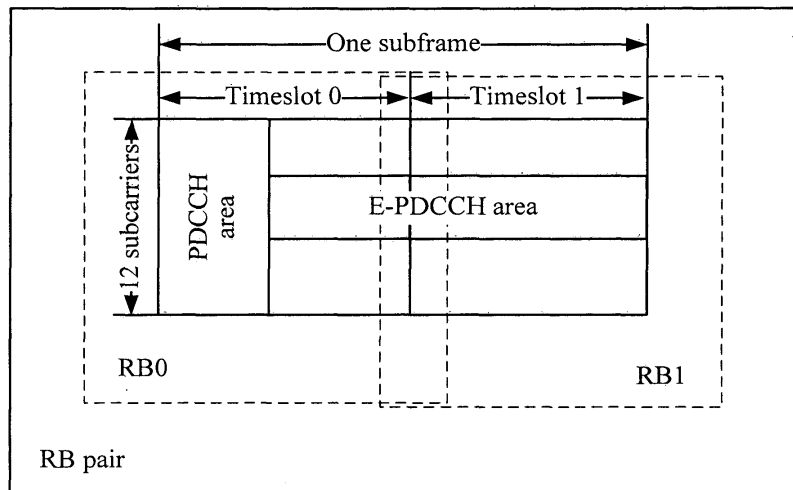 One subframe
Timeslot 0
Timeslot 1
12 subcarriers
PDCCH
area
E-PDCCH area
RB0
RB1
RB pair